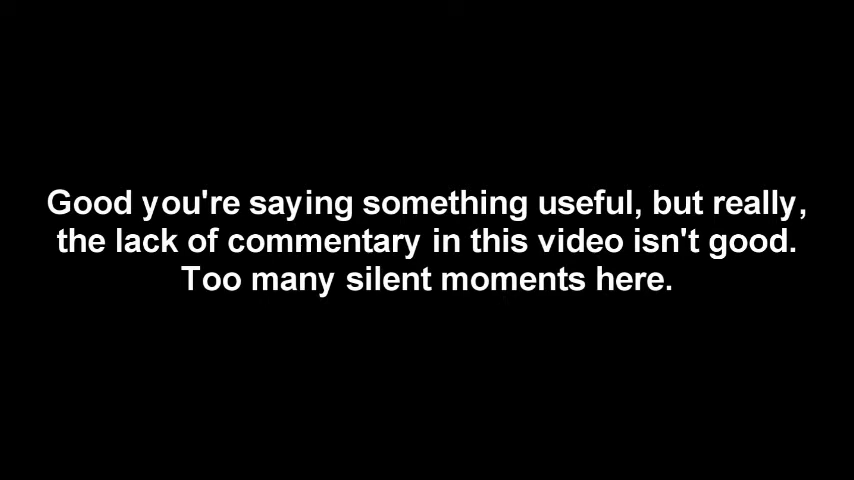 Good you're saying something useful, but really,
the lack of commentary in this video isn't good.
Too many silent moments here.